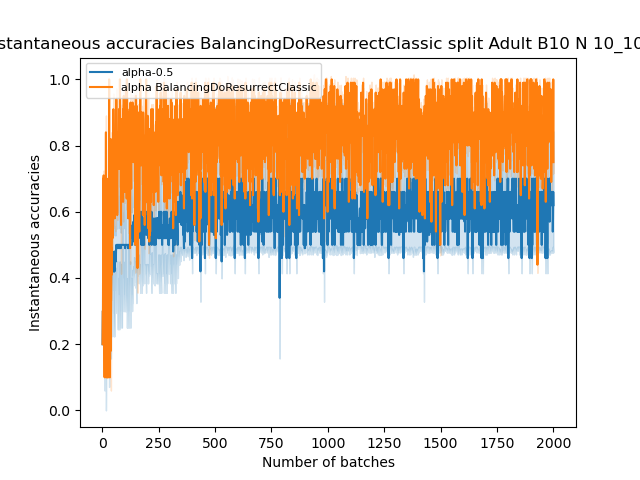 stantaneous accuracies BalancingDoResurrectClassic split Adult B10 N 10_10
alpha-0.5
alpha BalancingDoResurrectClassic
1.0
0.8
0.6
0.4
0.2
0.0
Instantaneous accuracies
0 250 500 750 1000 1250 1500 1750 2000
Number of batches